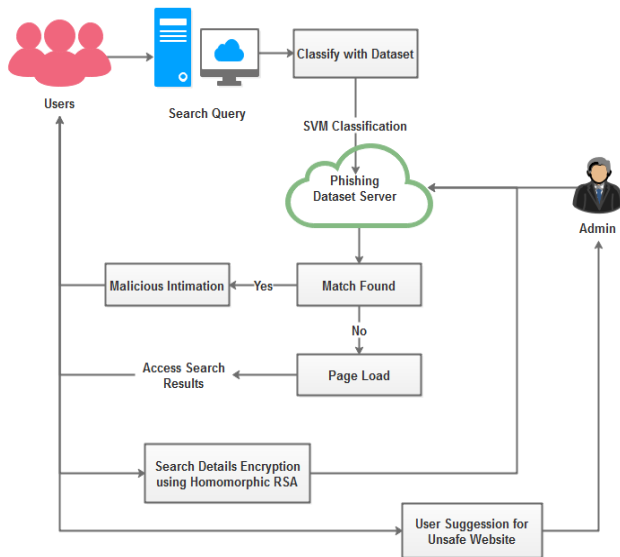 Classify with Dataset
Users
Search Query
SVM Classification
Phishing
Dataset Server
Admin
Malicious Intimation
Yes
Match Found
No
Access Search
Results
Page Load
Search Details Encryption
using Homomorphic RSA
User Suggession for
Unsafe Website